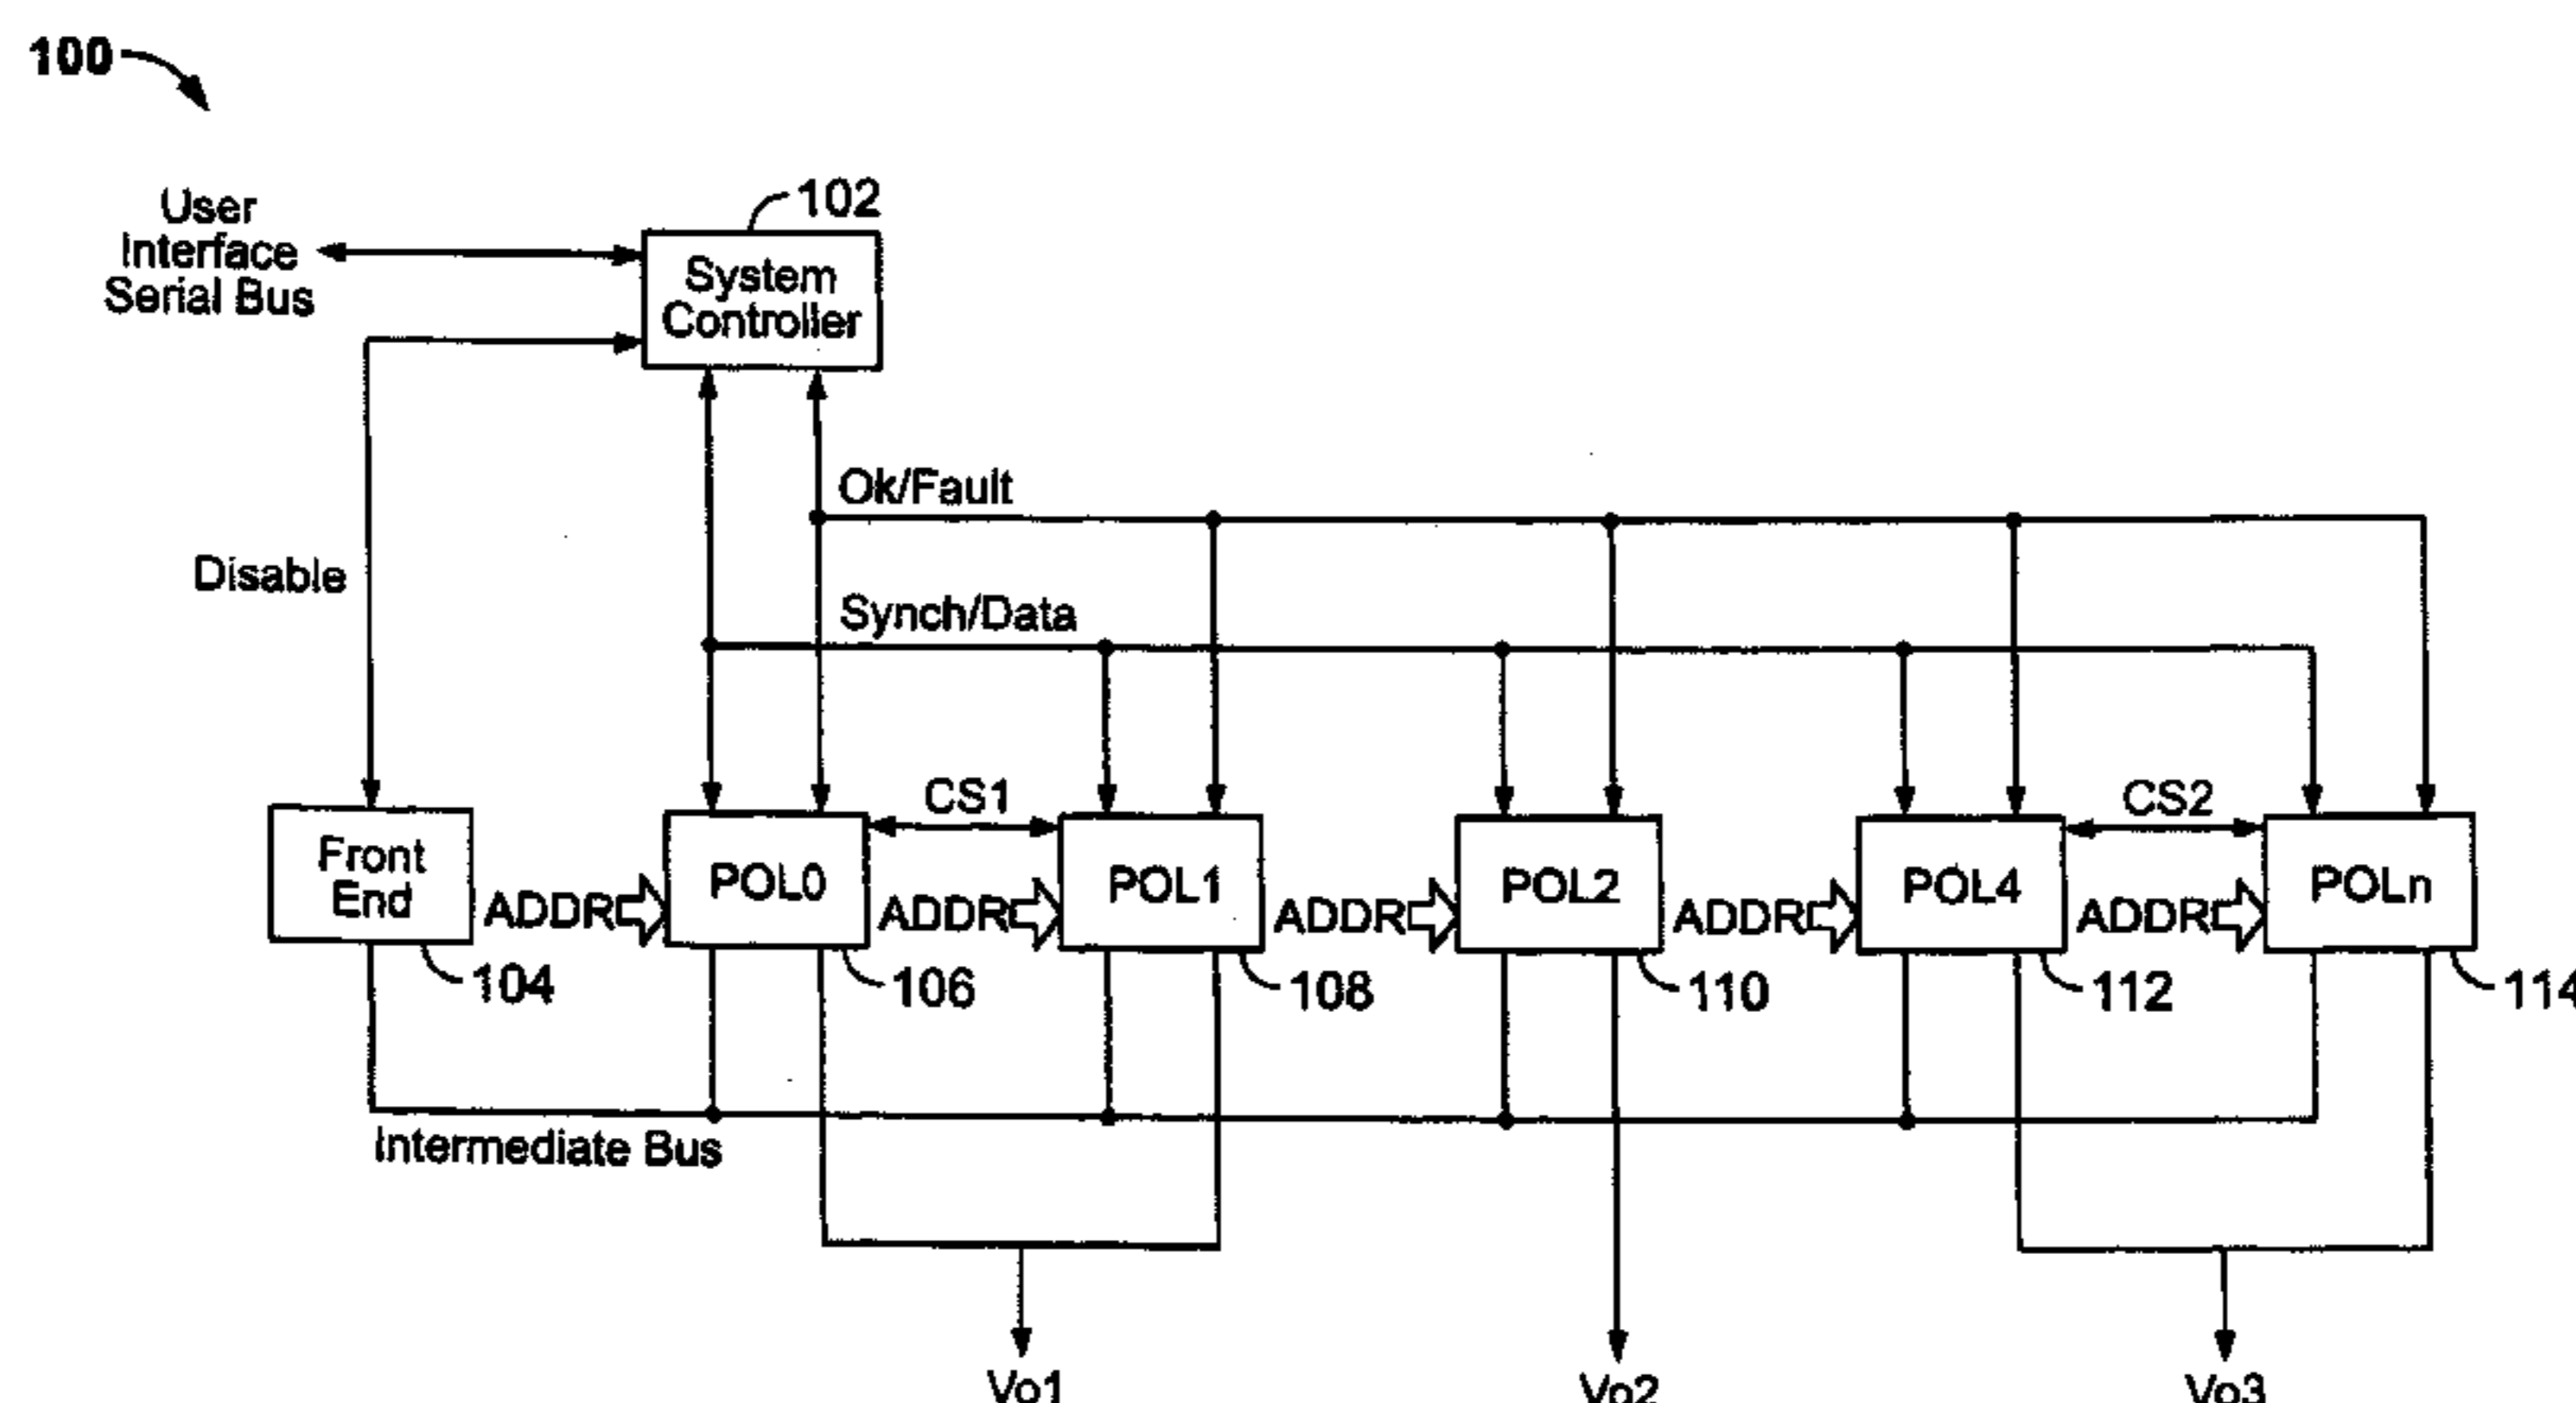 100
102
User
Interface
Serial Bus
System
Controller
Ok/Fault
Disable
Synch/Data
CS1
CS2
Front
End
ADDR
POL0
ADDR
POL1
ADDR
POL2
ADDR
POL4
ADDR
POLn
104
106
108
110
112
114
Intermediate Bus
Vo1
Vo2
Vo3